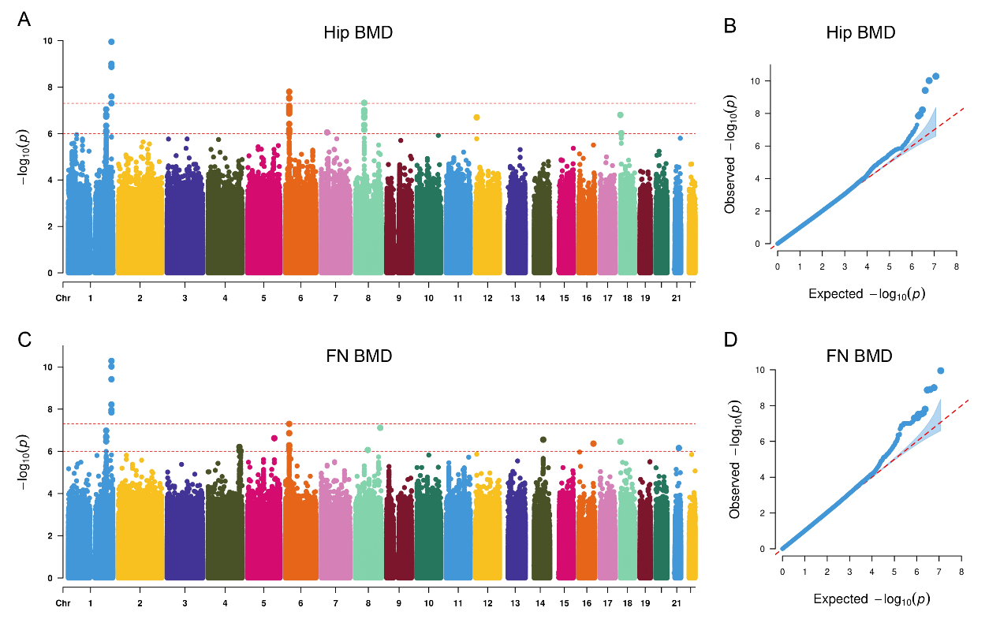 A
Hip BMD
−log10(p)
10
8
6
4
2
0
Chr 1 2 3 4 5 6 7 8 9 10 11 12 13 14 15 16 17 18 19 21
B
Hip BMD
Observed −log10(p)
10
8
6
4
2
0
0 1 2 3 4 5 6 7 8
Expected −log10(p)
C
FN BMD
−log10(p)
10
8
6
4
2
0
Chr 1 2 3 4 5 6 7 8 9 10 11 12 13 14 15 16 17 18 19 21
D
FN BMD
Observed −log10(p)
10
8
6
4
2
0
0 1 2 3 4 5 6 7 8
Expected −log10(p)